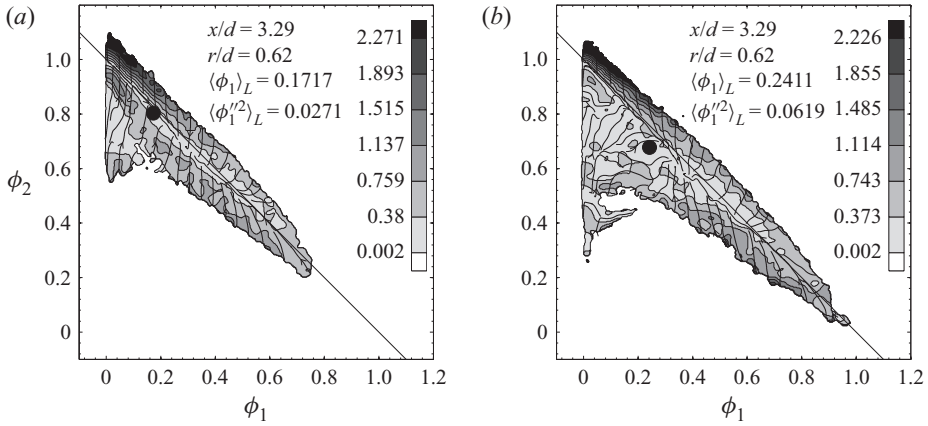 (a)
x/d = 3.29
r/d = 0.62
⟨ϕ₁⟩L = 0.1717
⟨ϕ₁″²⟩L = 0.0271
2.271
1.893
1.515
1.137
0.759
0.38
0.002
1.0
0.8
0.6
0.4
0.2
0
ϕ₂
0 0.2 0.4 0.6 0.8 1.0 1.2
ϕ₁
(b)
x/d = 3.29
r/d = 0.62
⟨ϕ₁⟩L = 0.2411
⟨ϕ₁″²⟩L = 0.0619
2.226
1.855
1.485
1.114
0.743
0.373
0.002
1.0
0.8
0.6
0.4
0.2
0
0 0.2 0.4 0.6 0.8 1.0 1.2
ϕ₁